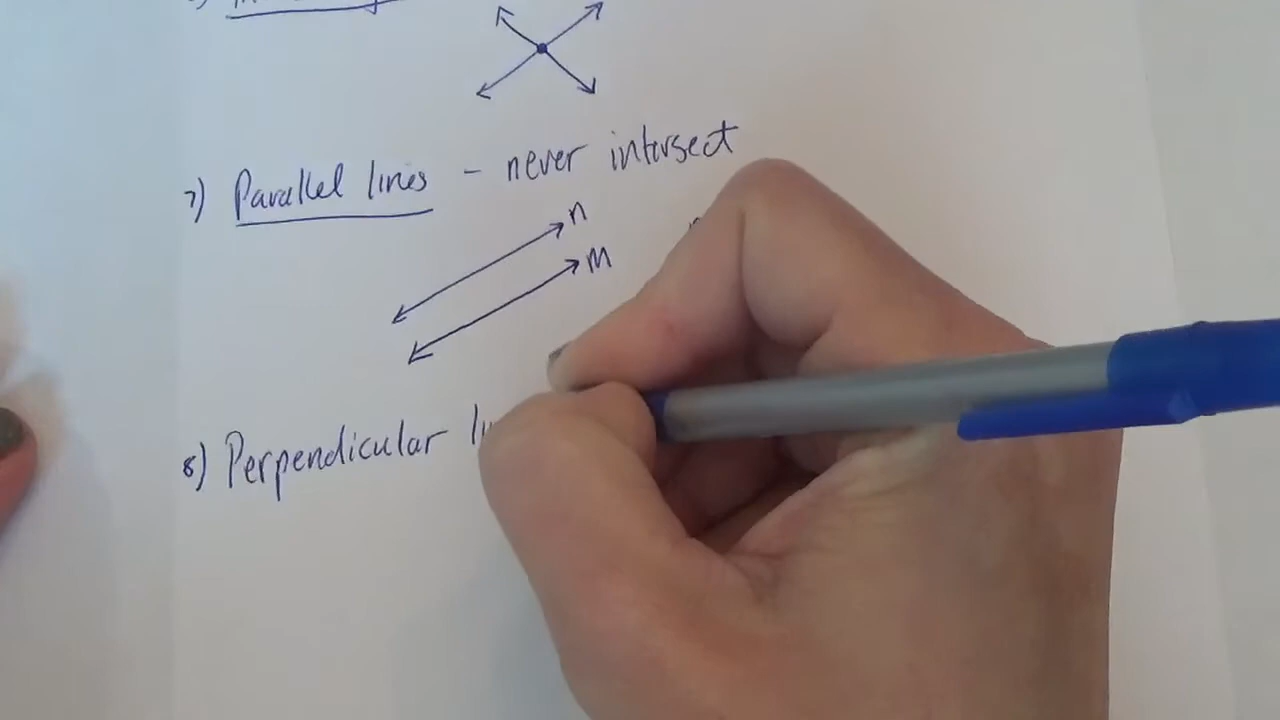 7) Parallel lines - never intersect
n
m
8) Perpendicular